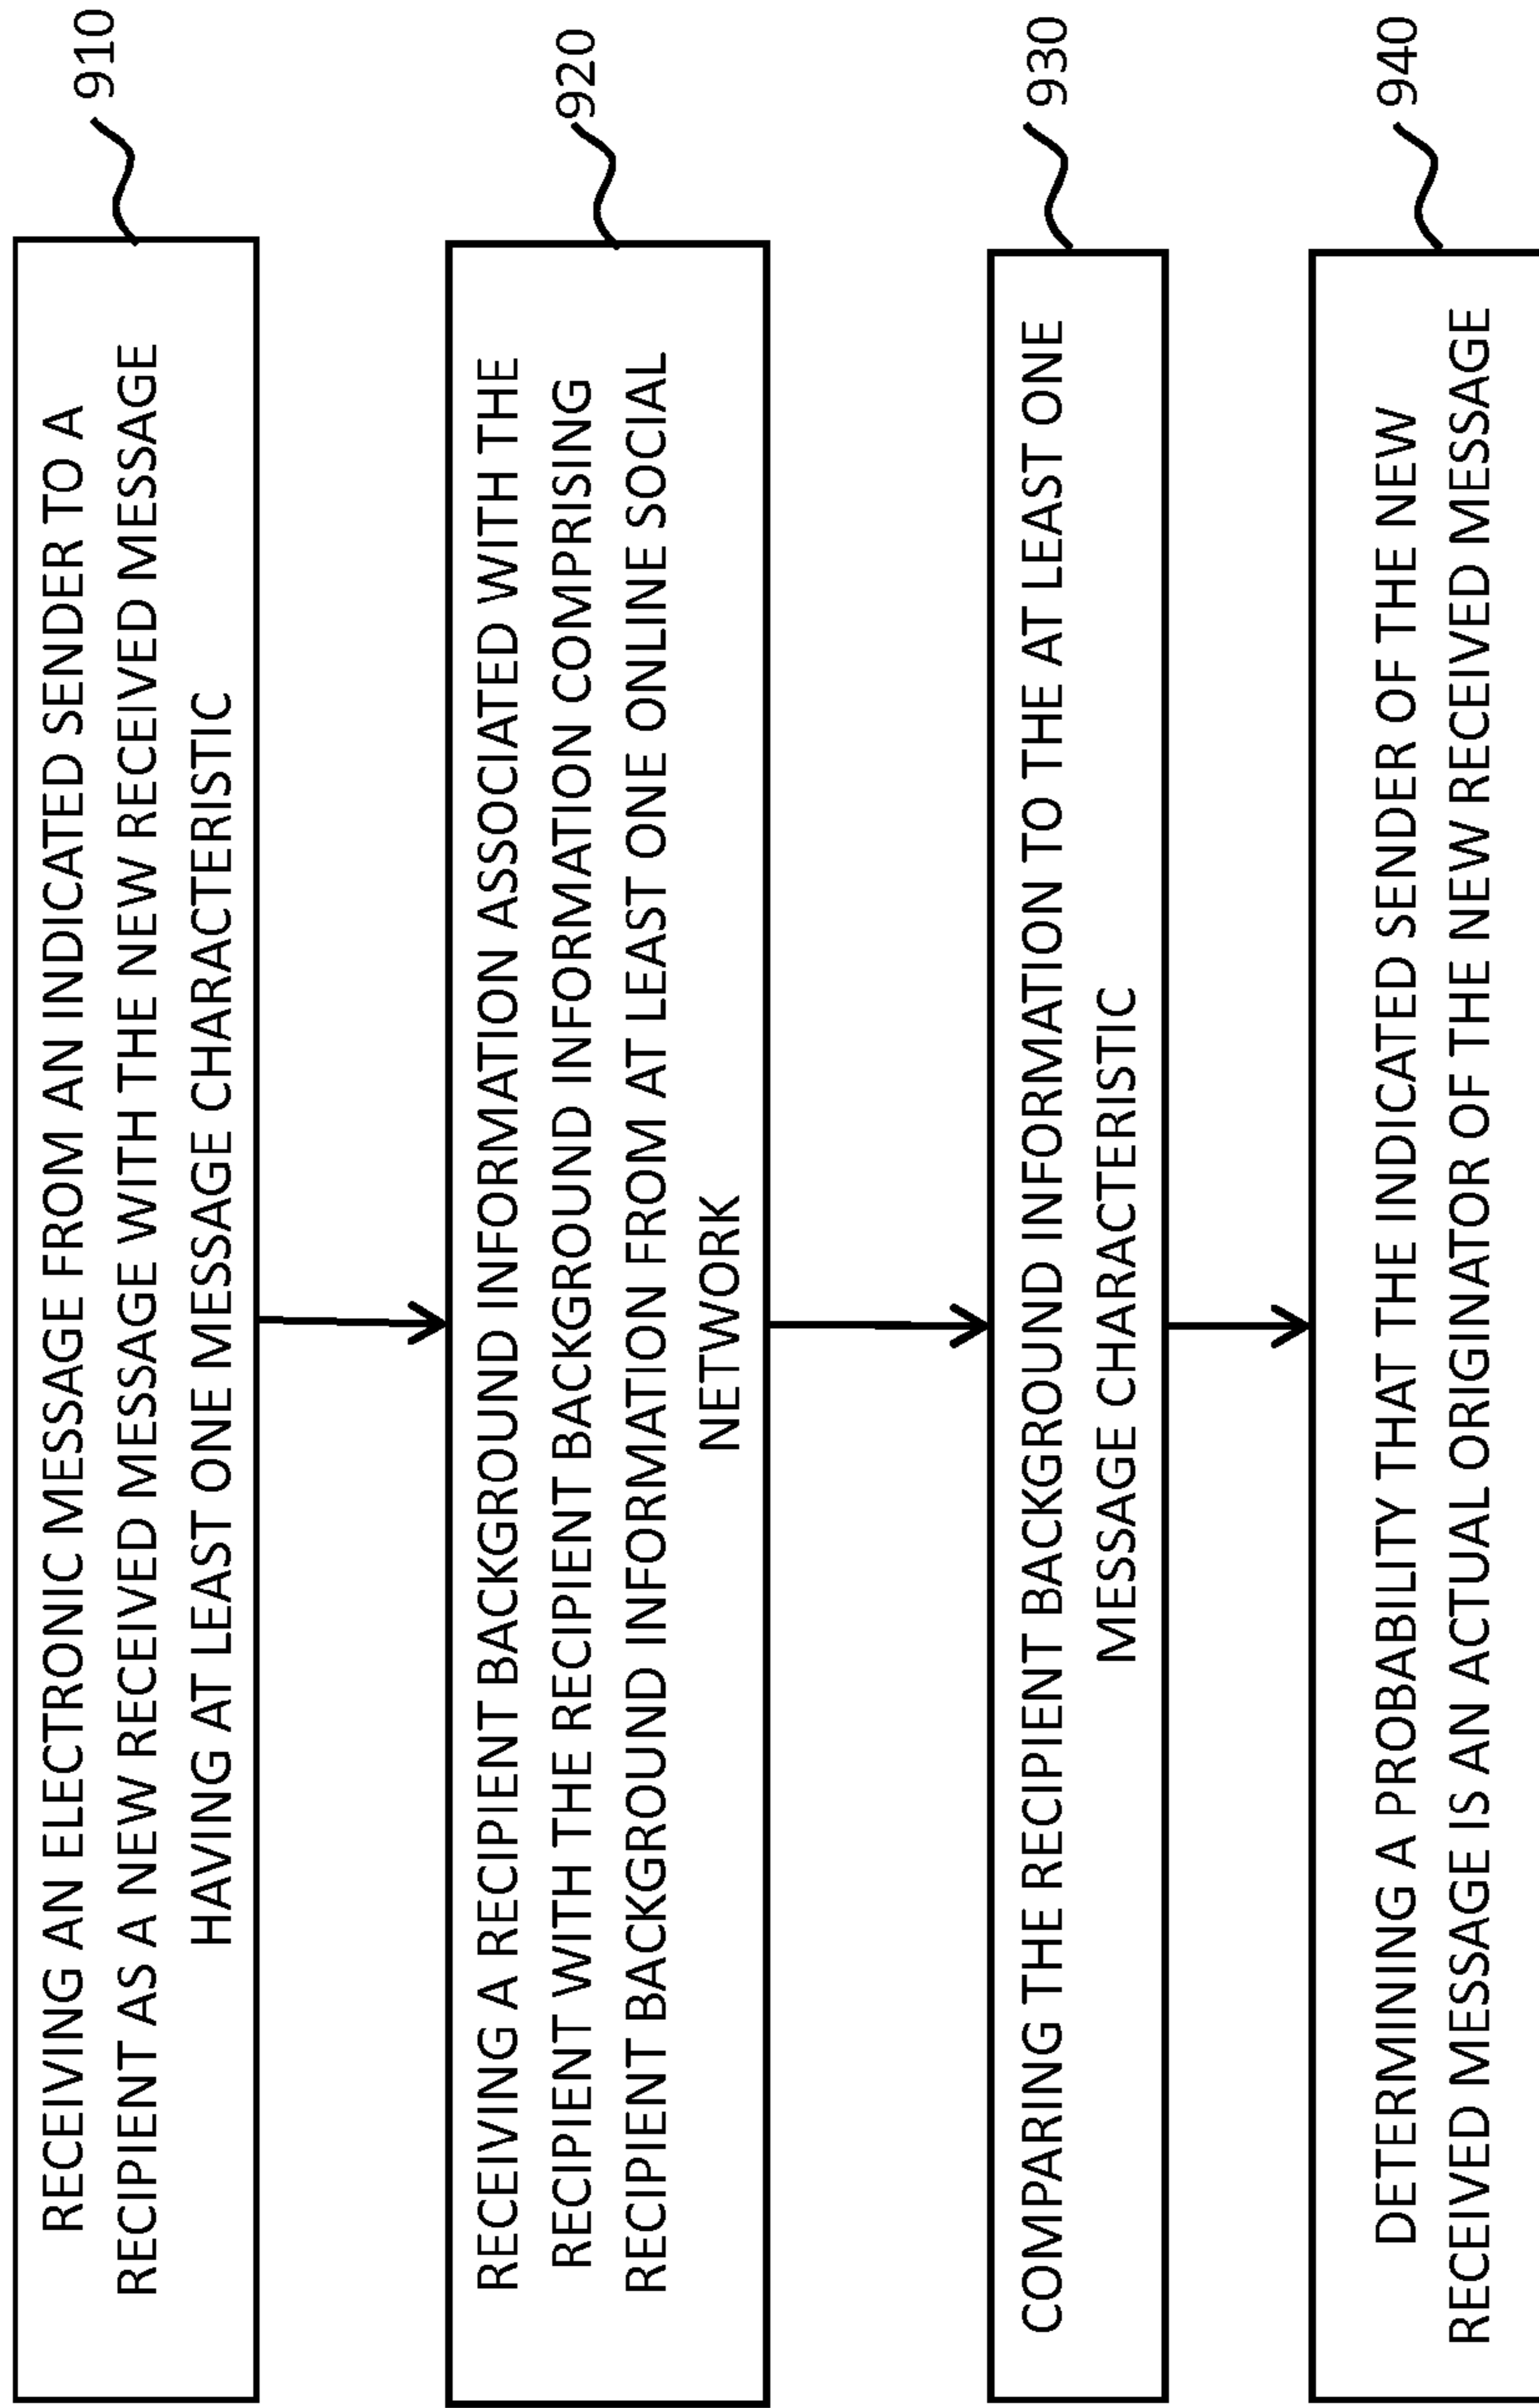 RECEIVING AN ELECTRONIC MESSAGE FROM AN INDICATED SENDER TO A
RECIPIENT AS A NEW RECEIVED MESSAGE WITH THE NEW RECEIVED MESSAGE
HAVING AT LEAST ONE MESSAGE CHARACTERISTIC
910
RECEIVING A RECIPIENT BACKGROUND INFORMATION ASSOCIATED WITH THE
RECIPIENT WITH THE RECIPIENT BACKGROUND INFORMATION COMPRISING
RECIPIENT BACKGROUND INFORMATION FROM AT LEAST ONE ONLINE SOCIAL
NETWORK
920
COMPARING THE RECIPIENT BACKGROUND INFORMATION TO THE AT LEAST ONE
MESSAGE CHARACTERISTIC
930
DETERMINING A PROBABILITY THAT THE INDICATED SENDER OF THE NEW
RECEIVED MESSAGE IS AN ACTUAL ORIGINATOR OF THE NEW RECEIVED MESSAGE
940